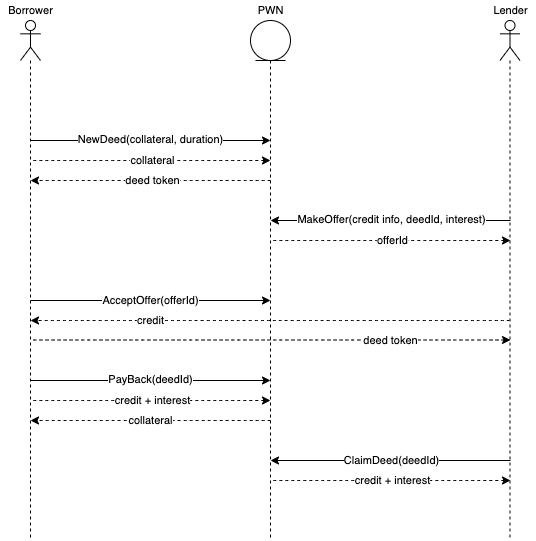 Borrower
PWN
Lender
NewDeed(collateral, duration)
collateral
deed token
MakeOffer(credit info, deedId, interest)
offerId
AcceptOffer(offerId)
credit
deed token
PayBack(deedId)
credit + interest
collateral
ClaimDeed(deedId)
credit + interest